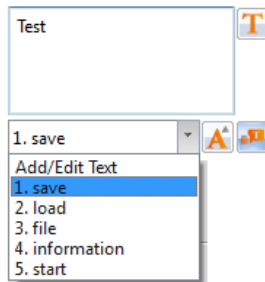 Test
T
1. save
A
Add/Edit Text
1. save
2. load
3. file
4. information
5. start